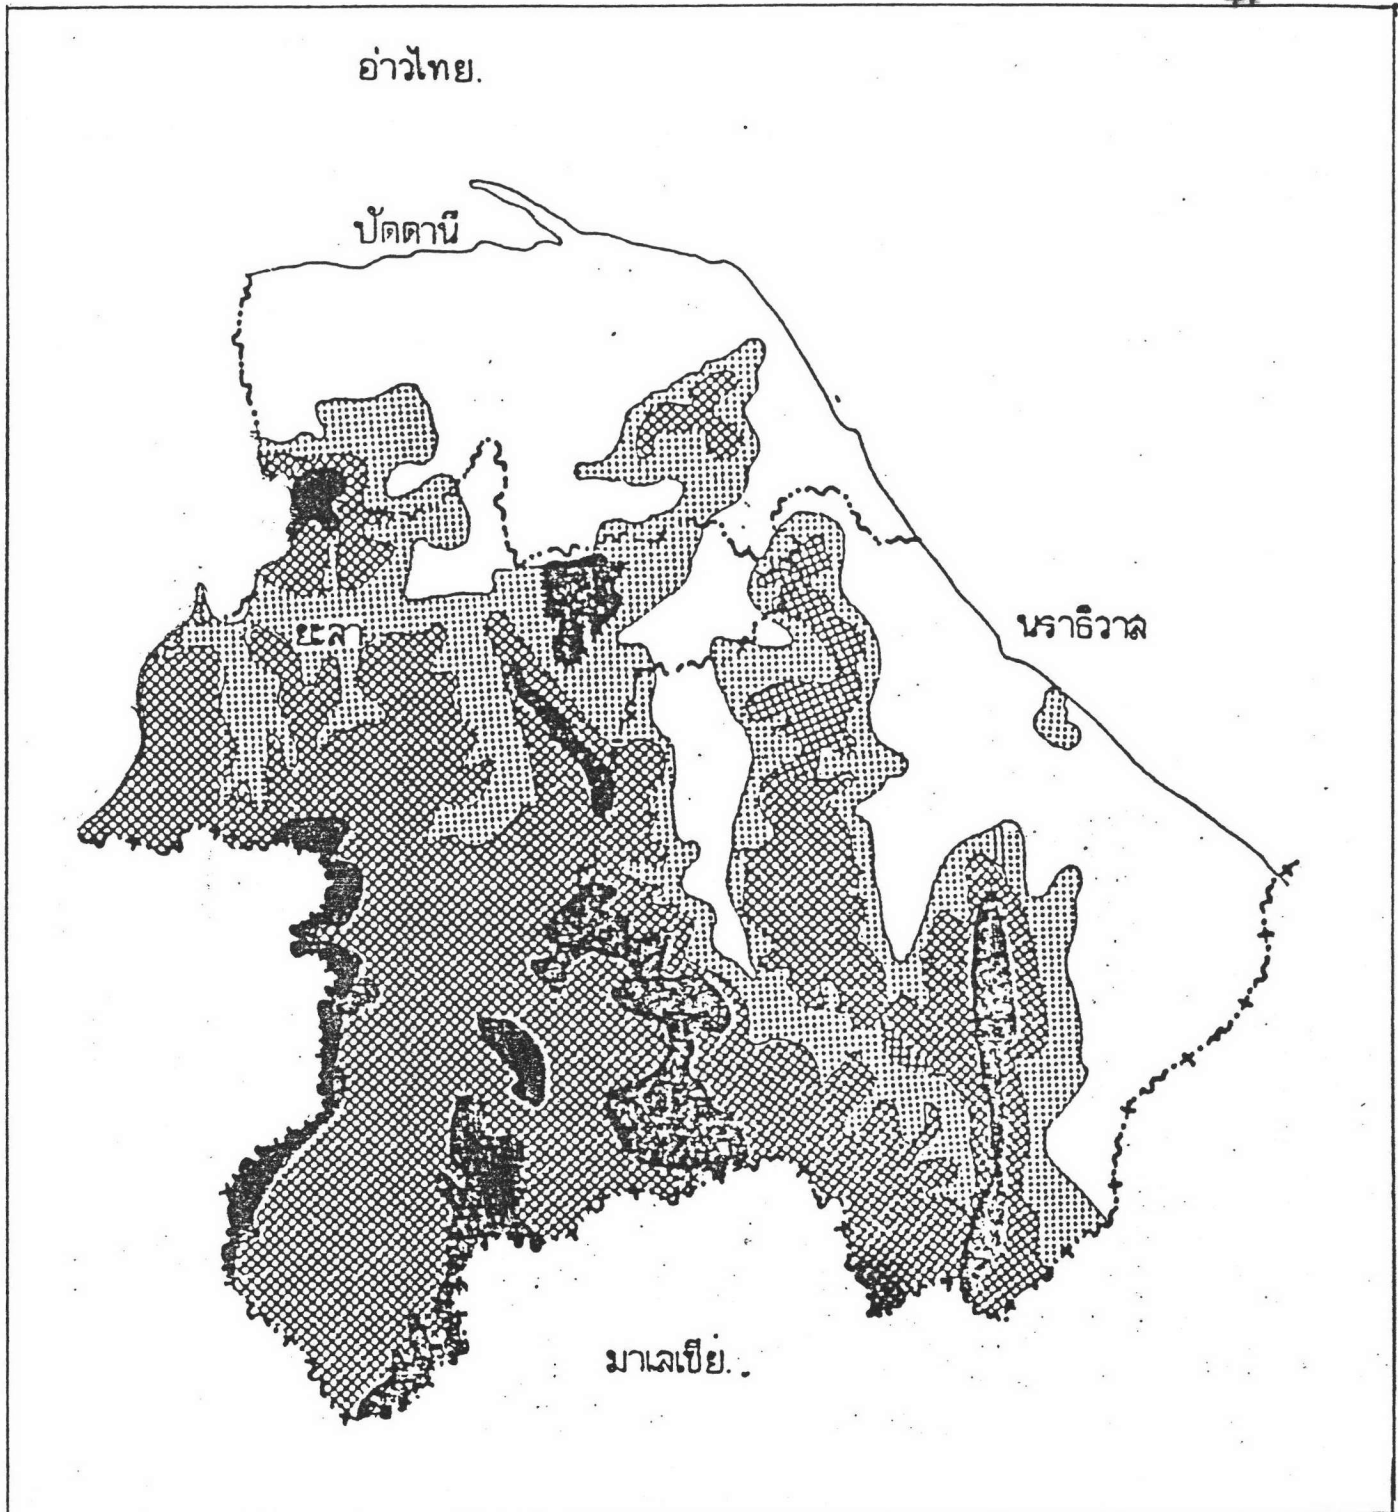 อ่าวไทย.
ปัตตานี
ยะลา
นราธิวาส
มาเลเซีย.